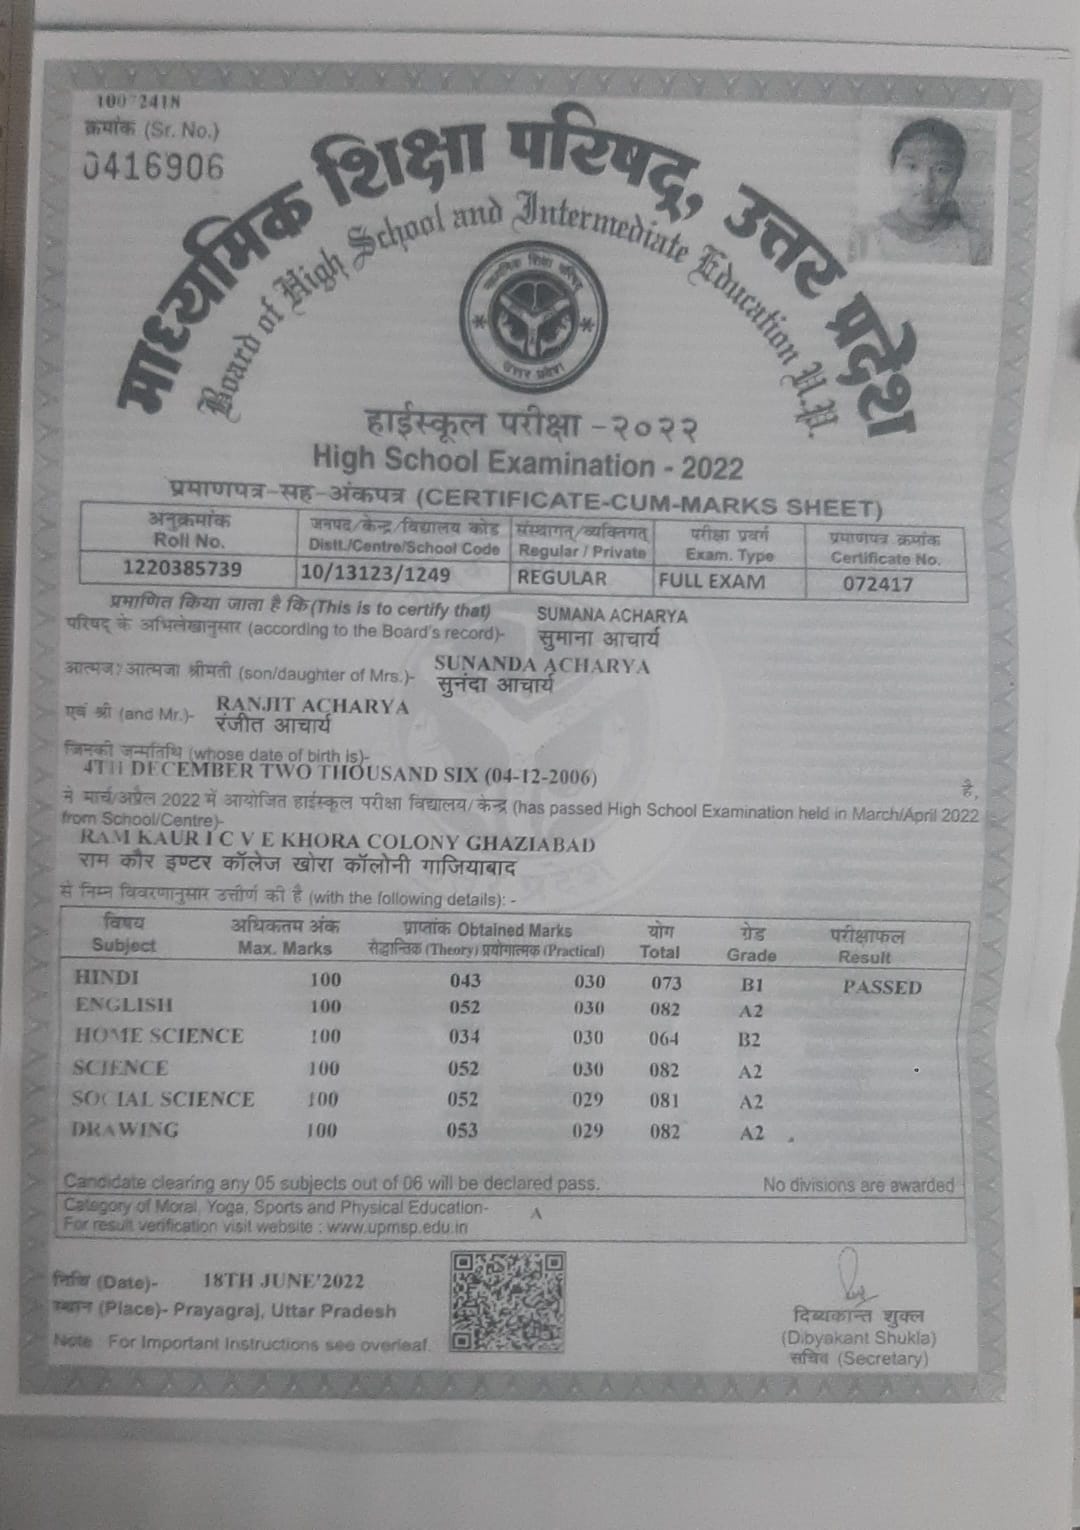 1007241N
क्रमांक (Sr. No.)
0416906
माध्यमिक शिक्षा परिषद्, उत्तर प्रदेश
Board of High School and Intermediate Education U.P.
माध्यमिक शिक्षा परिषद्
उत्तर प्रदेश
हाईस्कूल परीक्षा -२०२२
High School Examination - 2022
प्रमाणपत्र-सह-अंकपत्र (CERTIFICATE-CUM-MARKS SHEET)
अनुक्रमांक जनपद/केन्द्र/विद्यालय कोड संस्थागत्/व्यक्तिगत् परीक्षा प्रवर्ग प्रमाणपत्र क्रमांक
Roll No. Distt./Centre/School Code Regular / Private Exam. Type Certificate No.
1220385739 10/13123/1249 REGULAR FULL EXAM 072417
प्रमाणित किया जाता है कि (This is to certify that) SUMANA ACHARYA
परिषद् के अभिलेखानुसार (according to the Board's record)- सुमाना आचार्य
आत्मज/आत्मजा श्रीमती (son/daughter of Mrs.)- SUNANDA ACHARYA
सुनंदा आचार्य
एवं श्री (and Mr.)- RANJIT ACHARYA
रंजीत आचार्य
जिनकी जन्मतिथि (whose date of birth is)-
4TH DECEMBER TWO THOUSAND SIX (04-12-2006) है,
ने मार्च/अप्रैल 2022 में आयोजित हाईस्कूल परीक्षा विद्यालय/केन्द्र (has passed High School Examination held in March/April 2022
from School/Centre)-
RAM KAUR I C V E KHORA COLONY GHAZIABAD
राम कौर इण्टर कॉलेज खोरा कॉलोनी गाजियाबाद
से निम्न विवरणानुसार उत्तीर्ण की है (with the following details): -
विषय अधिकतम अंक प्राप्तांक Obtained Marks योग ग्रेड परीक्षाफल
Subject Max. Marks सैद्धान्तिक (Theory) प्रयोगात्मक (Practical) Total Grade Result
HINDI 100 043 030 073 B1 PASSED
ENGLISH 100 052 030 082 A2
HOME SCIENCE 100 034 030 064 B2
SCIENCE 100 052 030 082 A2
SOCIAL SCIENCE 100 052 029 081 A2
DRAWING 100 053 029 082 A2
Candidate clearing any 05 subjects out of 06 will be declared pass. No divisions are awarded
Category of Moral, Yoga, Sports and Physical Education- A
For result verification visit website : www.upmsp.edu.in
तिथि (Date)- 18TH JUNE'2022
स्थान (Place)- Prayagraj, Uttar Pradesh
Note : For Important Instructions see overleaf.
दिब्यकान्त शुक्ल
(Dibyakant Shukla)
सचिव (Secretary)